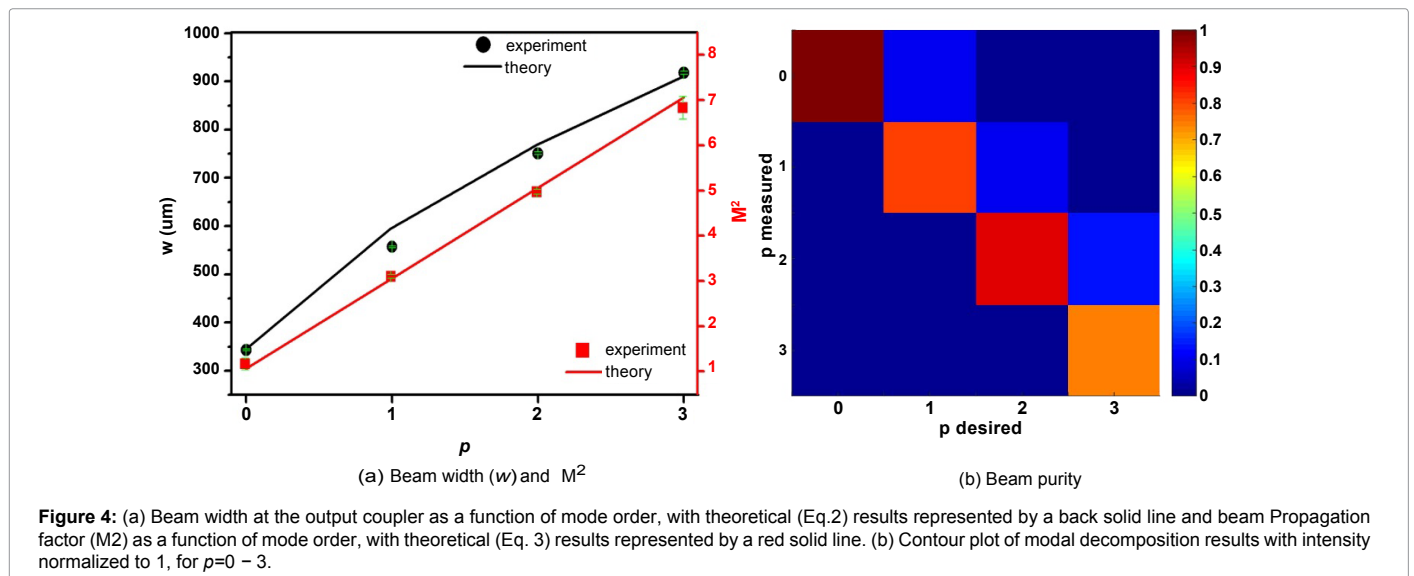 1000
900
800
700
600
500
400
300
w (um)
experiment
theory
8
7
6
5
4
3
2
1
M²
experiment
theory
0 1 2 3
p
(a) Beam width (w) and M²
0
1
2
3
p measured
0 1 2 3
p desired
1
0.9
0.8
0.7
0.6
0.5
0.4
0.3
0.2
0.1
0
(b) Beam purity
Figure 4: (a) Beam width at the output coupler as a function of mode order, with theoretical (Eq.2) results represented by a back solid line and beam Propagation
factor (M2) as a function of mode order, with theoretical (Eq. 3) results represented by a red solid line. (b) Contour plot of modal decomposition results with intensity
normalized to 1, for p=0 − 3.